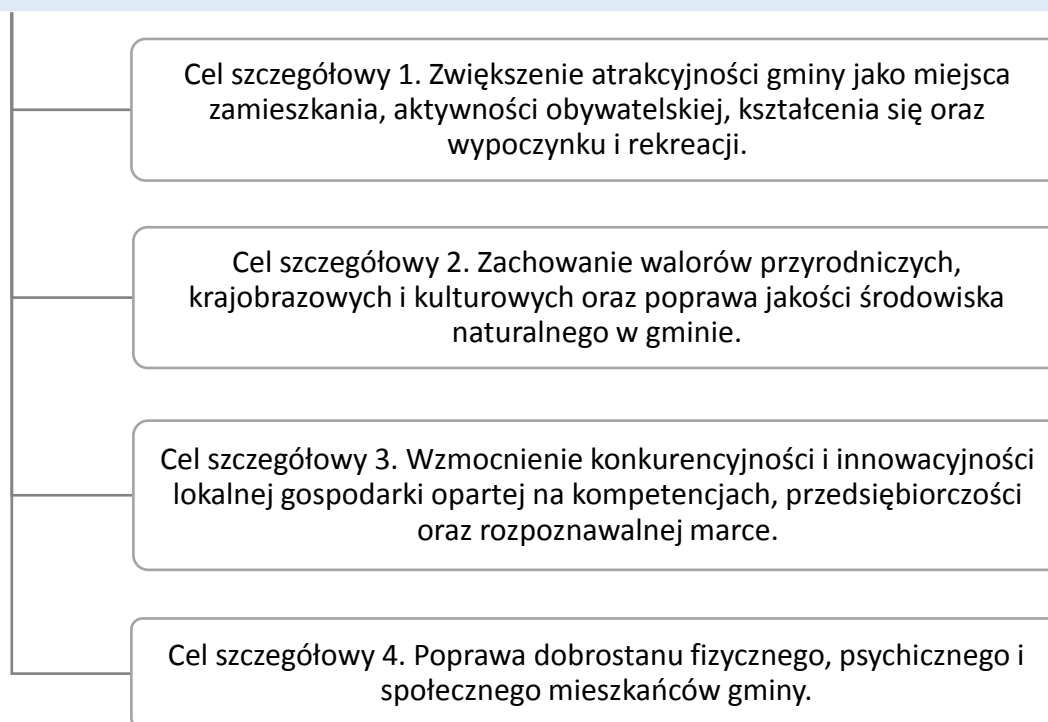 Cel szczegółowy 1. Zwiększenie atrakcyjności gminy jako miejsca
zamieszkania, aktywności obywatelskiej, kształcenia się oraz
wypoczynku i rekreacji.
Cel szczegółowy 2. Zachowanie walorów przyrodniczych,
krajobrazowych i kulturowych oraz poprawa jakości środowiska
naturalnego w gminie.
Cel szczegółowy 3. Wzmocnienie konkurencyjności i innowacyjności
lokalnej gospodarki opartej na kompetencjach, przedsiębiorczości
oraz rozpoznawalnej marce.
Cel szczegółowy 4. Poprawa dobrostanu fizycznego, psychicznego i
społecznego mieszkańców gminy.